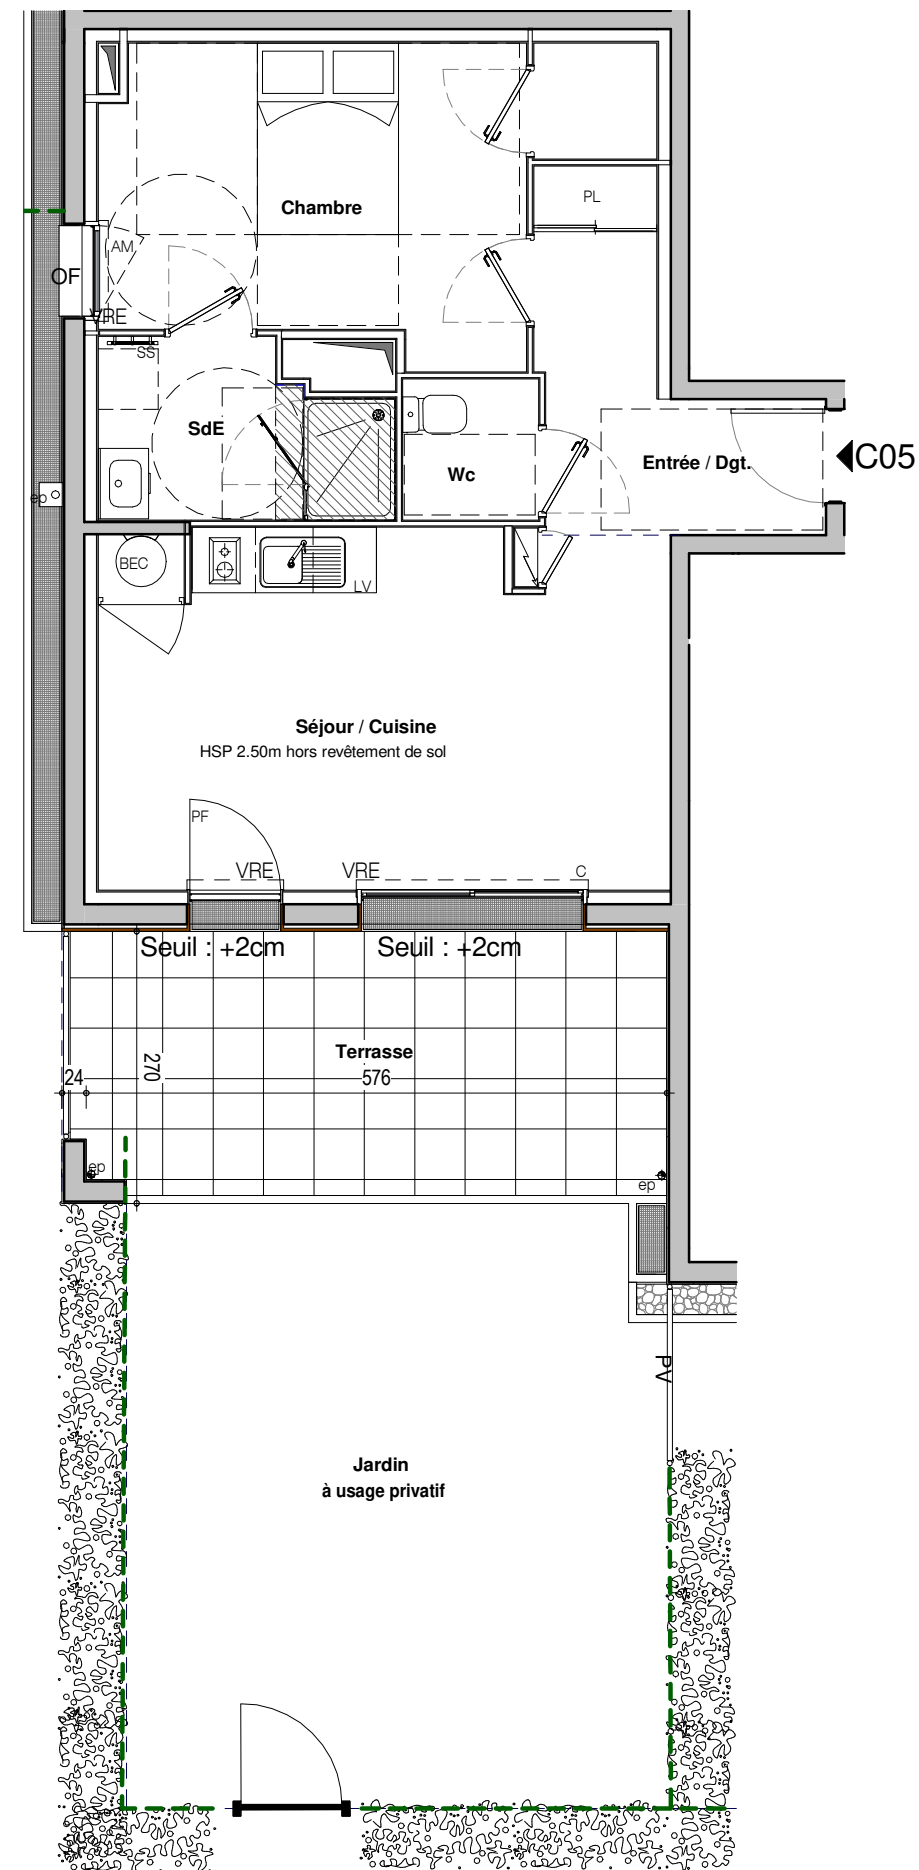 PL
Chambre
AM
OF
VRE
SS
SdE
Wc
Entrée / Dgt.
C05
ep
BEC
LV
Séjour / Cuisine
HSP 2.50m hors revêtement de sol
PF
VRE
VRE
C
Seuil : +2cm
Seuil : +2cm
Terrasse
24
270
576
ep
ep
PV
Jardin
à usage privatif